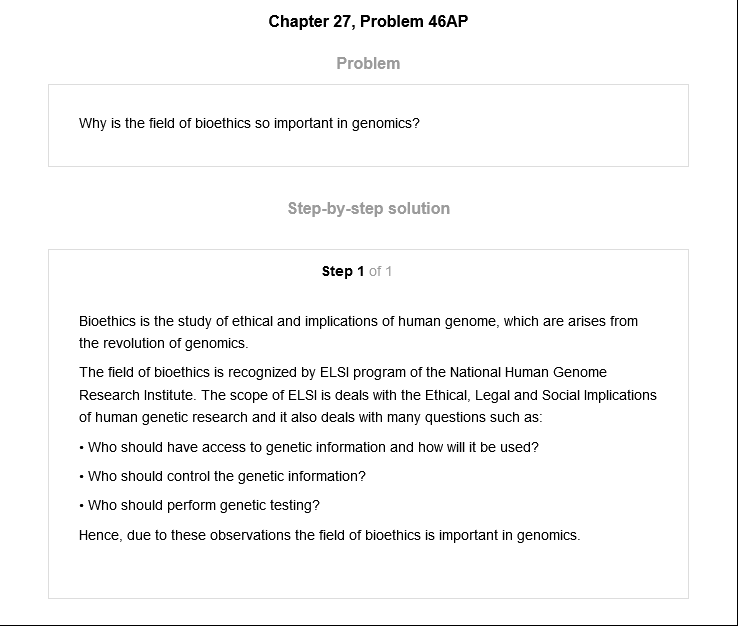 Chapter 27, Problem 46AP
Problem
Why is the field of bioethics so important in genomics?
Step-by-step solution
Step 1 of 1
Bioethics is the study of ethical and implications of human genome, which are arises from
the revolution of genomics.
The field of bioethics is recognized by ELSI program of the National Human Genome
Research Institute. The scope of ELSI is deals with the Ethical, Legal and Social Implications
of human genetic research and it also deals with many questions such as:
• Who should have access to genetic information and how will it be used?
• Who should control the genetic information?
• Who should perform genetic testing?
Hence, due to these observations the field of bioethics is important in genomics.